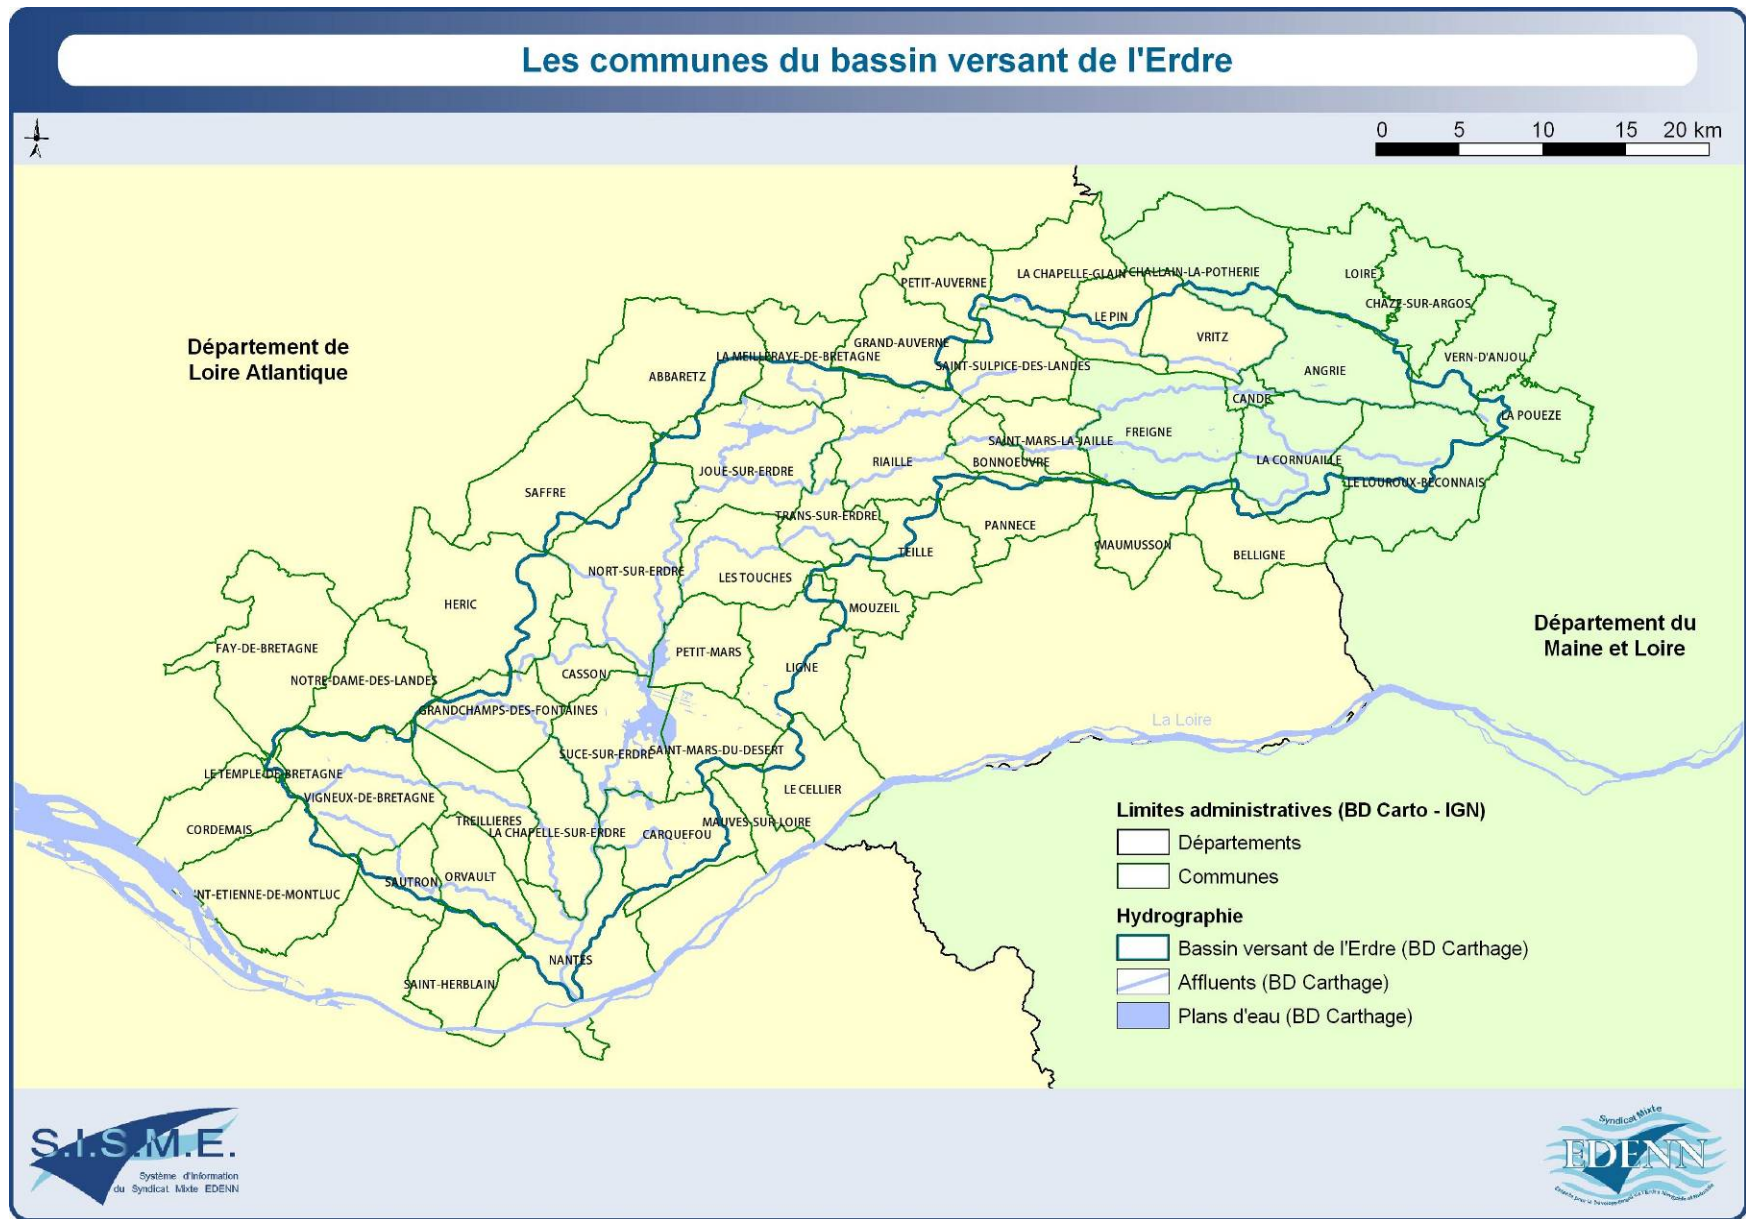 Les communes du bassin versant de l'Erdre
0 5 10 15 20 km
Département de
Loire Atlantique
PETIT-AUVERNE
LA CHAPELLE-GLAIN
CHALLAIN-LA-POTHERIE
LOIRE
CHAZE-SUR-ARGOS
LE PIN
VRITZ
GRAND-AUVERNE
LA MEILLERAYE-DE-BRETAGNE
VERN-D'ANJOU
ABBARETZ
SAINT-SULPICE-DES-LANDES
ANGRIE
CANDE
LA POUEZE
FREIGNE
SAINT-MARS-LA-JAILLE
RIAILLE
BONNOEUVRE
LA CORNUAILLE
JOUE-SUR-ERDRE
LE LOUROUX-BECONNAIS
SAFFRE
TRANS-SUR-ERDRE
PANNECE
MAUMUSSON
TEILLE
BELLIGNE
NORT-SUR-ERDRE
LES TOUCHES
HERIC
MOUZEIL
Département du
Maine et Loire
FAY-DE-BRETAGNE
PETIT-MARS
LIGNE
CASSON
NOTRE-DAME-DES-LANDES
GRANDCHAMPS-DES-FONTAINES
La Loire
SUCE-SUR-ERDRE
SAINT-MARS-DU-DESERT
LE TEMPLE-DE-BRETAGNE
LE CELLIER
VIGNEUX-DE-BRETAGNE
TREILLIERES
MAUVES-SUR-LOIRE
CORDEMAIS
LA CHAPELLE-SUR-ERDRE
CARQUEFOU
SAUTRON
ORVAULT
NT-ETIENNE-DE-MONTLUC
NANTES
SAINT-HERBLAIN
Limites administratives (BD Carto - IGN)
Départements
Communes
Hydrographie
Bassin versant de l'Erdre (BD Carthage)
Affluents (BD Carthage)
Plans d'eau (BD Carthage)
S.I.S.M.E.
Système d'Information
du Syndicat Mixte EDENN
Syndicat Mixte
EDENN